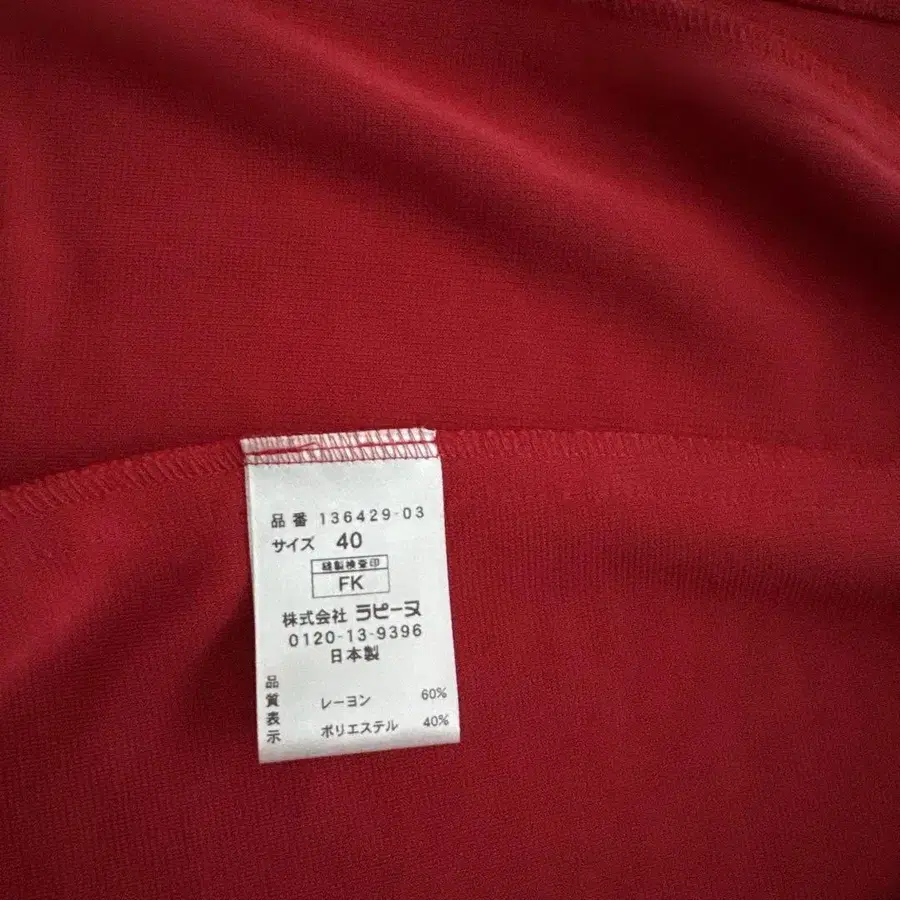 品番 136429-03
サイズ 40
縫製検査印
FK
株式会社 ラピーヌ
0120-13-9396
日本製
品質表示
レーヨン 60%
ポリエステル 40%